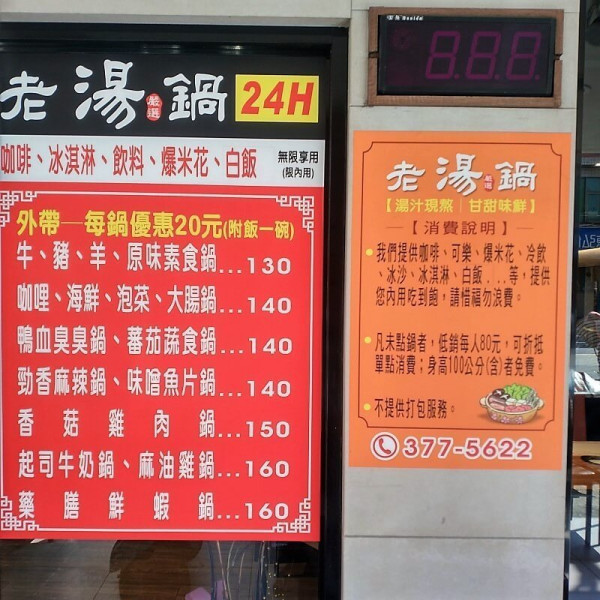 老湯鍋 嚴選 24H
咖啡、冰淇淋、飲料、爆米花、白飯 無限享用
(限內用)
外帶─每鍋優惠20元(附飯一碗)
牛、豬、羊、原味素食鍋...130
咖哩、海鮮、泡菜、大腸鍋...140
鴨血臭臭鍋、蕃茄蔬食鍋...140
勁香麻辣鍋、味噌魚片鍋...140
香菇雞肉鍋...150
起司牛奶鍋、麻油雞鍋...160
藥膳鮮蝦鍋...160
888
老湯鍋 嚴選
【湯汁現熬│甘甜味鮮】
【消費說明】
●我們提供咖啡、可樂、爆米花、冷飲
、冰沙、冰淇淋、白飯...等，提供
您內用吃到飽，請惜福勿浪費。
●凡未點鍋者，低銷每人80元，可折抵
單點消費；身高100公分(含)者免費。
●不提供打包服務。
377-5622